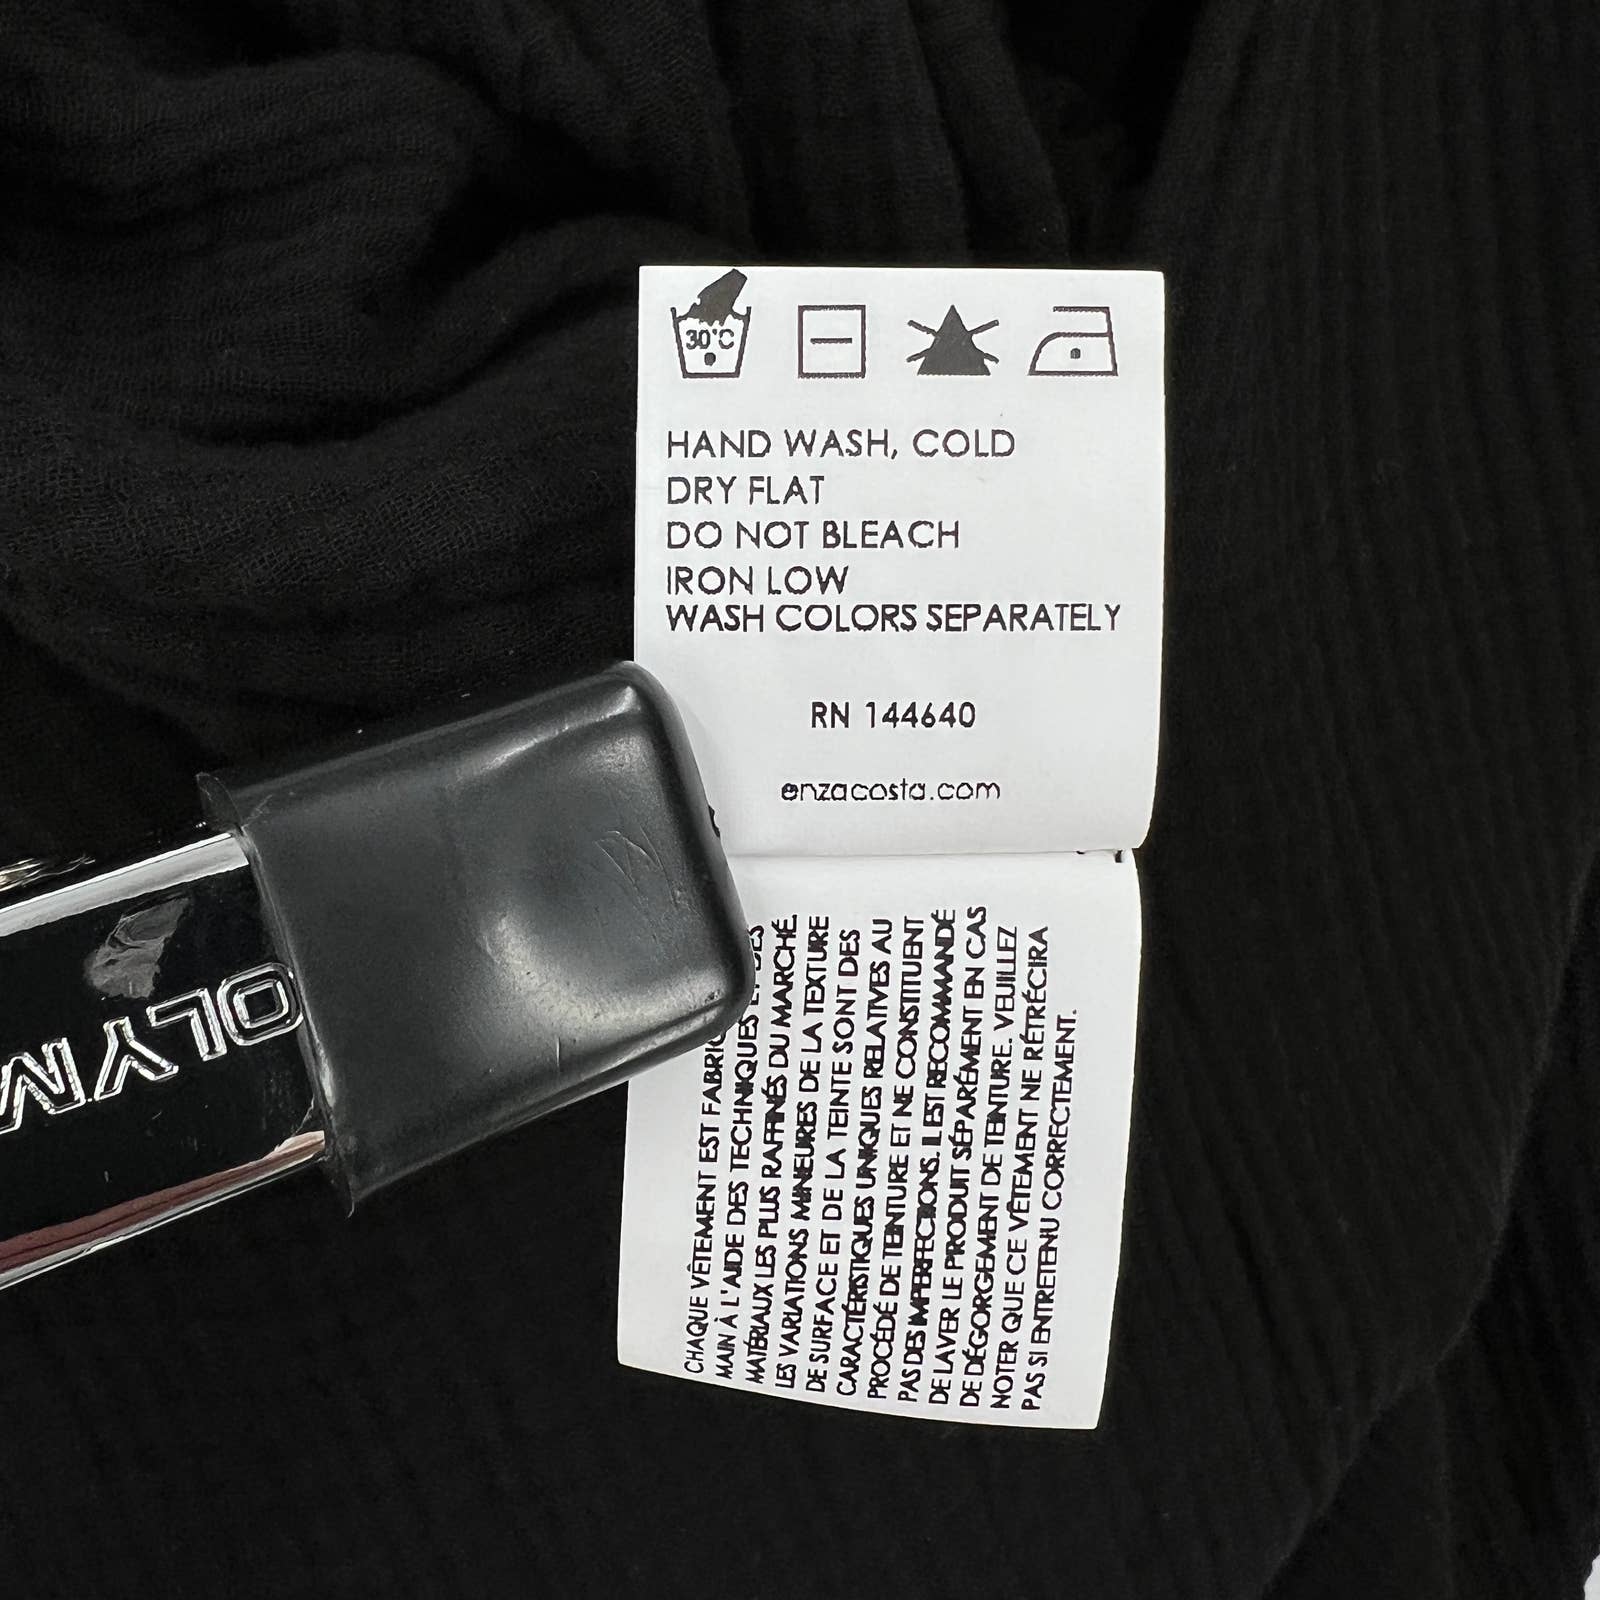 30°C
HAND WASH, COLD
DRY FLAT
DO NOT BLEACH
IRON LOW
WASH COLORS SEPARATELY
RN 144640
enzacosta.com
OLYM
CHAQUE VÊTEMENT EST
MAIN À L'AIDE DES TECHNIQUES
MATÉRIAUX LES PLUS RAFFINÉS DU MARCHÉ.
LES VARIATIONS MINEURES DE LA TEXTURE
DE SURFACE ET DE LA TEINTE SONT DES
CARACTÉRISTIQUES UNIQUES RELATIVES AU
PROCÉDÉ DE TEINTURE ET NE CONSTITUENT
PAS DES IMPERFECTIONS. IL EST RECOMMANDÉ
DE LAVER LE PRODUIT SÉPARÉMENT EN CAS
DE DÉGORGEMENT DE TEINTURE. VEUILLEZ
NOTER QUE CE VÊTEMENT NE RÉTRÉCIRA
PAS SI ENTRETENU CORRECTEMENT.